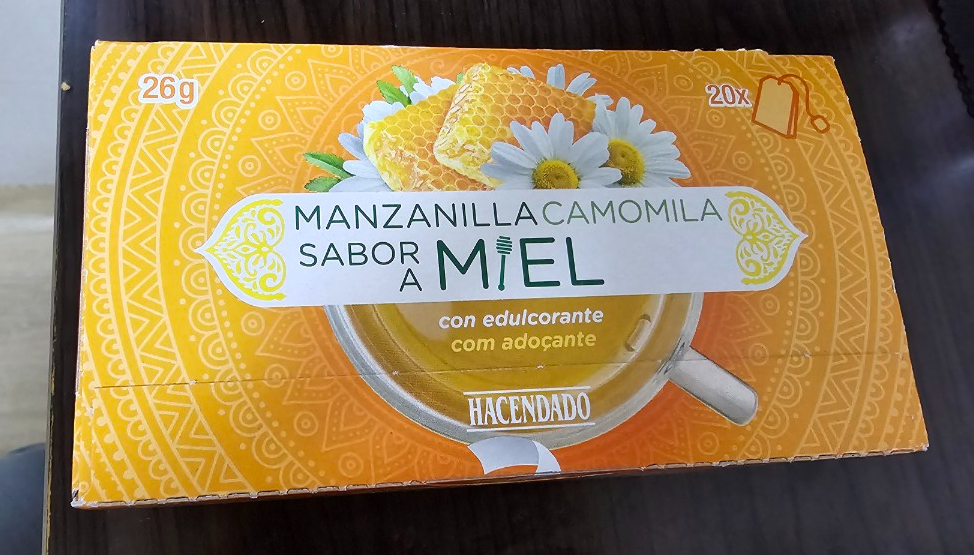 26g
20x
MANZANILLA CAMOMILA
SABOR A MIEL
con edulcorante
com adoçante
HACENDADO